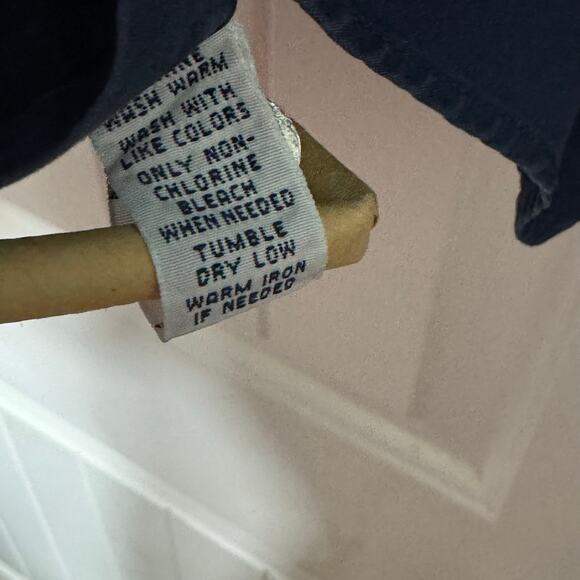 WASH WARM
WASH WITH
LIKE COLORS
ONLY NON-
CHLORINE
BLEACH
WHEN NEEDED
TUMBLE
DRY LOW
WARM IRON
IF NEEDED